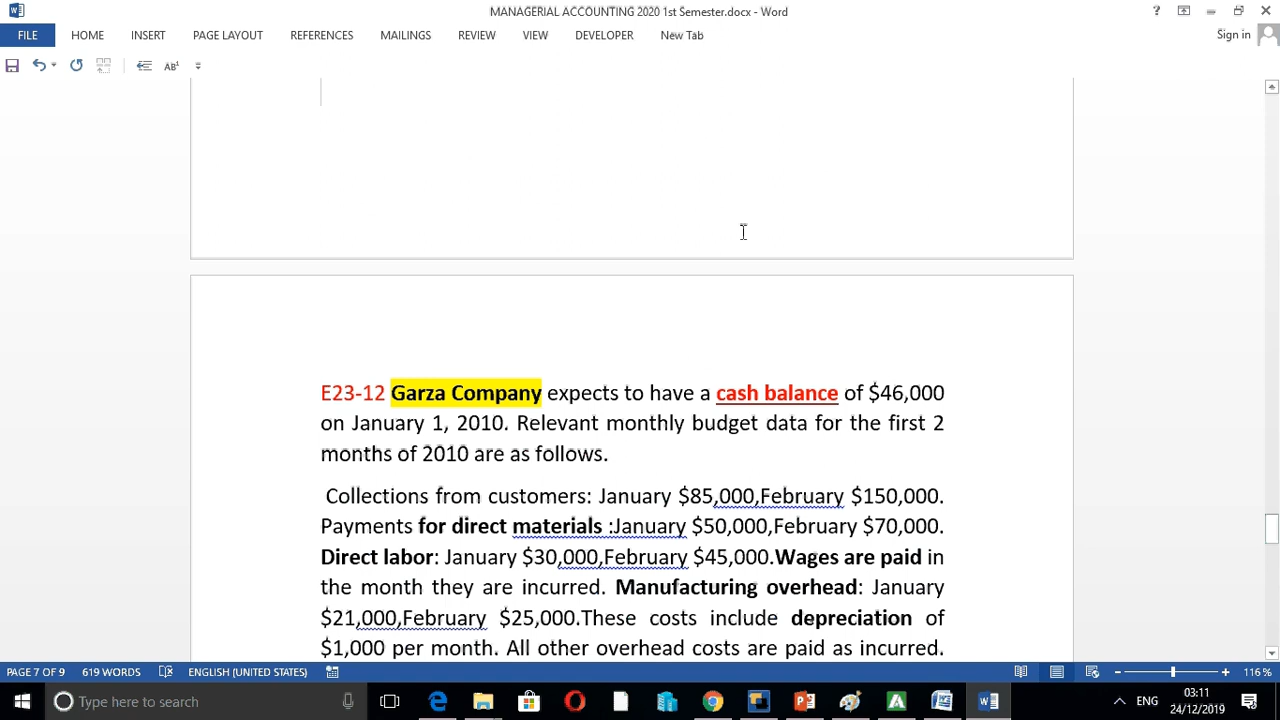 MANAGERIAL ACCOUNTING 2020 1st Semester.docx - Word
?
Sign in
FILE HOME INSERT PAGE LAYOUT REFERENCES MAILINGS REVIEW VIEW DEVELOPER New Tab
AB¹
E23-12 Garza Company expects to have a cash balance of $46,000
on January 1, 2010. Relevant monthly budget data for the first 2
months of 2010 are as follows.
Collections from customers: January $85,000,February $150,000.
Payments for direct materials :January $50,000,February $70,000.
Direct labor: January $30,000,February $45,000.Wages are paid in
the month they are incurred. Manufacturing overhead: January
$21,000,February $25,000.These costs include depreciation of
$1,000 per month. All other overhead costs are paid as incurred.
PAGE 7 OF 9 619 WORDS ENGLISH (UNITED STATES) 116 %
Type here to search
ENG
03:11
24/12/2019